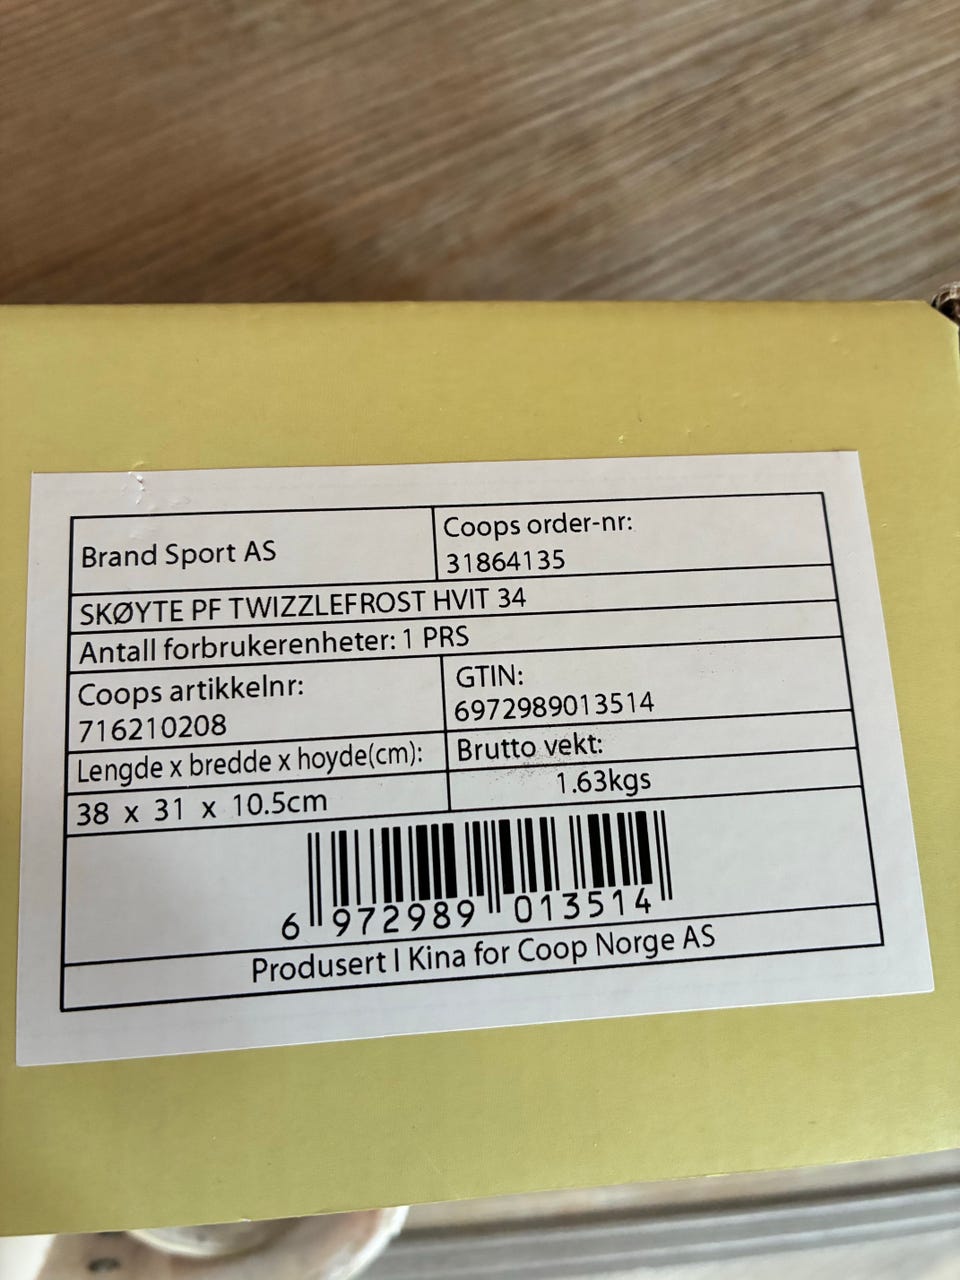 Brand Sport AS
Coops order-nr:
31864135
SKØYTE PF TWIZZLEFROST HVIT 34
Antall forbrukerenheter: 1 PRS
Coops artikkelnr:
716210208
GTIN:
6972989013514
Lengde x bredde x hoyde(cm):
38 x 31 x 10.5cm
Brutto vekt:
1.63kgs
6 972989 013514
Produsert I Kina for Coop Norge AS